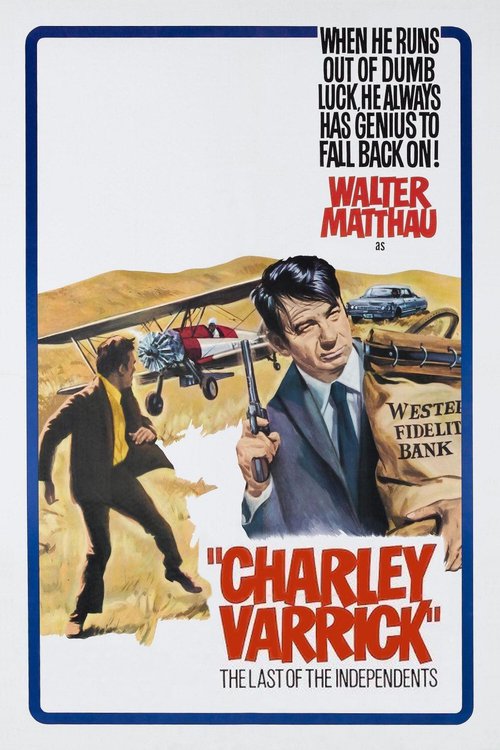 WHEN HE RUNS
OUT OF DUMB
LUCK, HE ALWAYS
HAS GENIUS TO
FALL BACK ON!
WALTER
MATTHAU
as
WESTE
FIDELIT
BANK
"CHARLEY
VARRICK"
THE LAST OF THE INDEPENDENTS